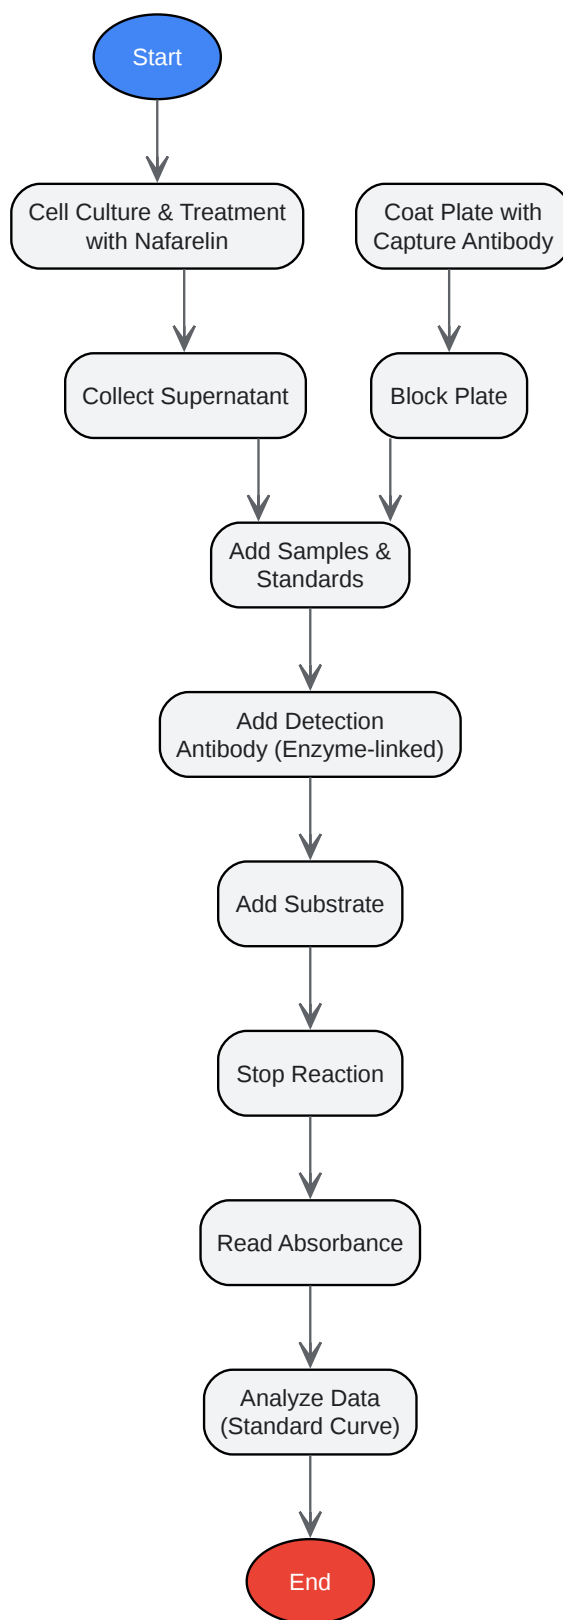 Start
Cell Culture & Treatment
with Nafarelin
Coat Plate with
Capture Antibody
Collect Supernatant
Block Plate
Add Samples &
Standards
Add Detection
Antibody (Enzyme-linked)
Add Substrate
Stop Reaction
Read Absorbance
Analyze Data
(Standard Curve)
End